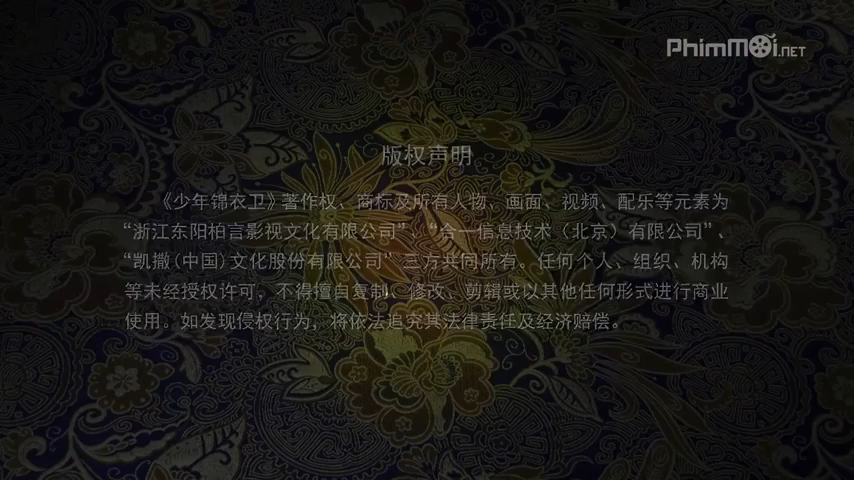 PhimMoi.NET
版权声明
《少年锦衣卫》著作权、商标及所有人物、画面、视频、配乐等元素为
“浙江东阳柏言影视文化有限公司”、“合一信息技术（北京）有限公司”、
“凯撒(中国)文化股份有限公司”三方共同所有。任何个人、组织、机构
等未经授权许可，不得擅自复制、修改、剪辑或以其他任何形式进行商业
使用。如发现侵权行为，将依法追究其法律责任及经济赔偿。